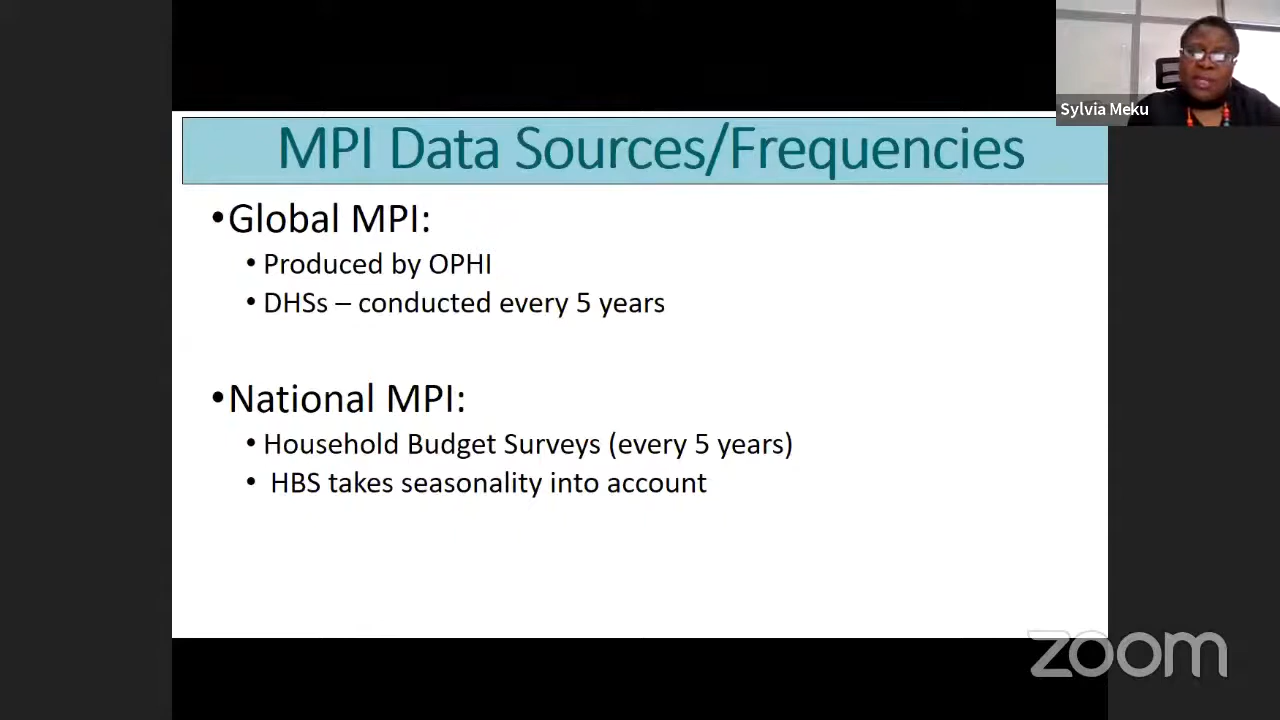 Sylvia Meku
MPI Data Sources/Frequencies
•Global MPI:
• Produced by OPHI
• DHSs – conducted every 5 years
•National MPI:
• Household Budget Surveys (every 5 years)
• HBS takes seasonality into account
zoom